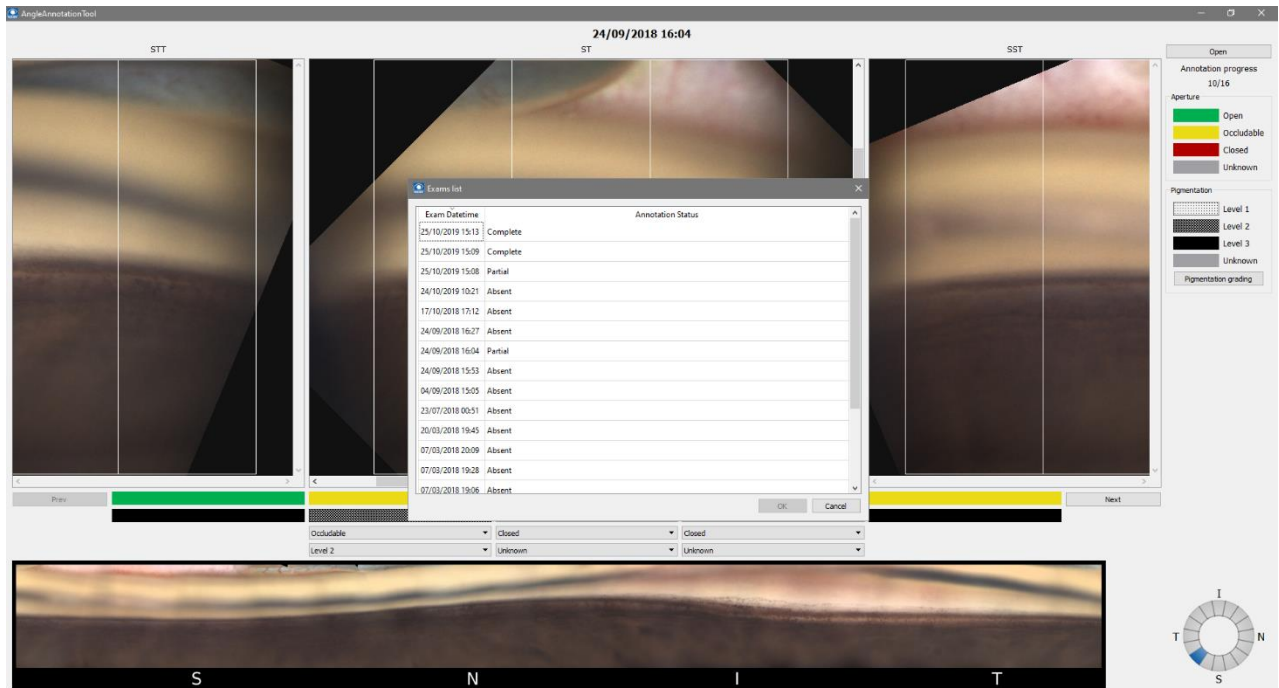 AngleAnnotationTool
24/09/2018 16:04
STT
ST
SST
Open
Annotation progress
10/16
Aperture
Open
Occludable
Closed
Unknown
Pigmentation
Level 1
Level 2
Level 3
Unknown
Pigmentation grading
Exams list
Exam Datetime Annotation Status
25/10/2019 15:13 Complete
25/10/2019 15:09 Complete
25/10/2019 15:08 Partial
24/10/2019 10:21 Absent
17/10/2018 17:12 Absent
24/09/2018 16:27 Absent
24/09/2018 16:04 Partial
24/09/2018 15:53 Absent
04/09/2018 15:05 Absent
23/07/2018 00:51 Absent
20/03/2018 19:45 Absent
07/03/2018 20:09 Absent
07/03/2018 19:28 Absent
07/03/2018 19:06 Absent
OK Cancel
Prev
Next
Occludable Closed Closed
Level 2 Unknown Unknown
S N I T
I
T N
S